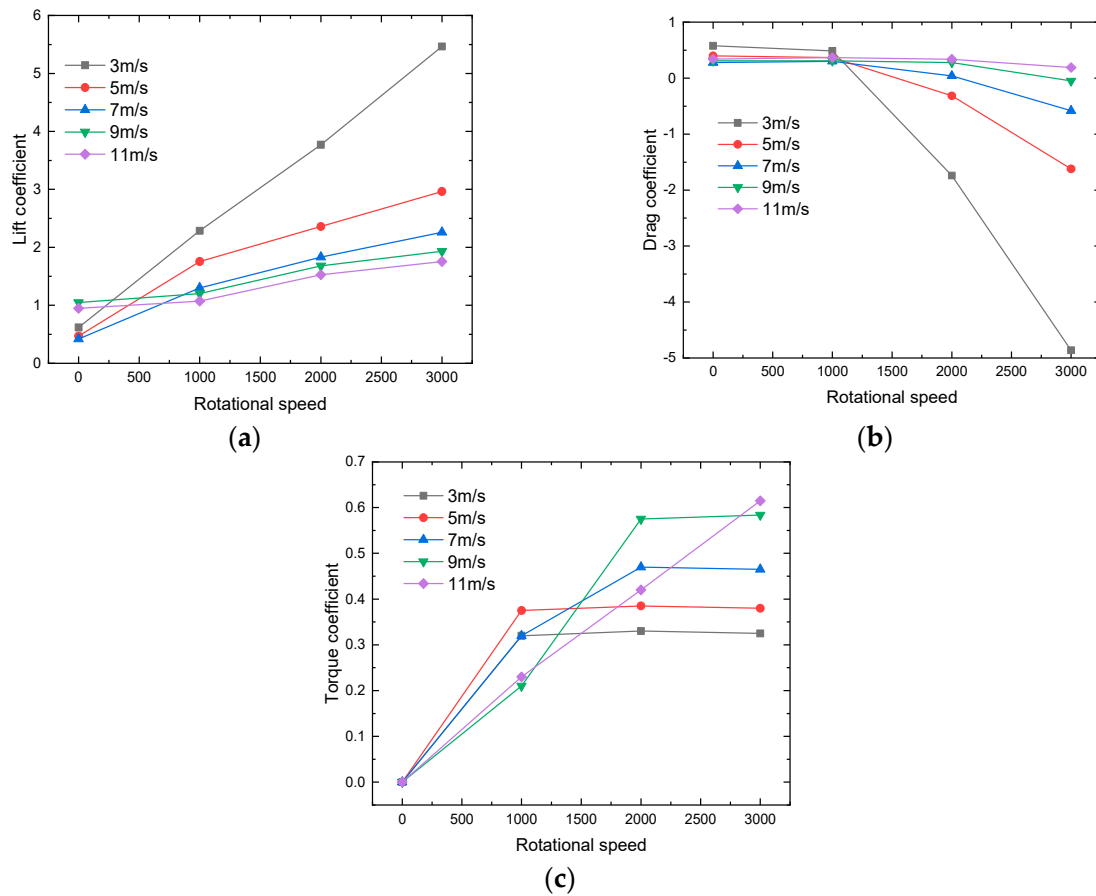 6
5
4
3
2
1
0
Lift coefficient
3m/s
5m/s
7m/s
9m/s
11m/s
0 500 1000 1500 2000 2500 3000
Rotational speed
(a)
1
0
-1
-2
-3
-4
-5
Drag coefficient
3m/s
5m/s
7m/s
9m/s
11m/s
0 500 1000 1500 2000 2500 3000
Rotational speed
(b)
0.7
0.6
0.5
0.4
0.3
0.2
0.1
0.0
Torque coefficient
3m/s
5m/s
7m/s
9m/s
11m/s
0 500 1000 1500 2000 2500 3000
Rotational speed
(c)